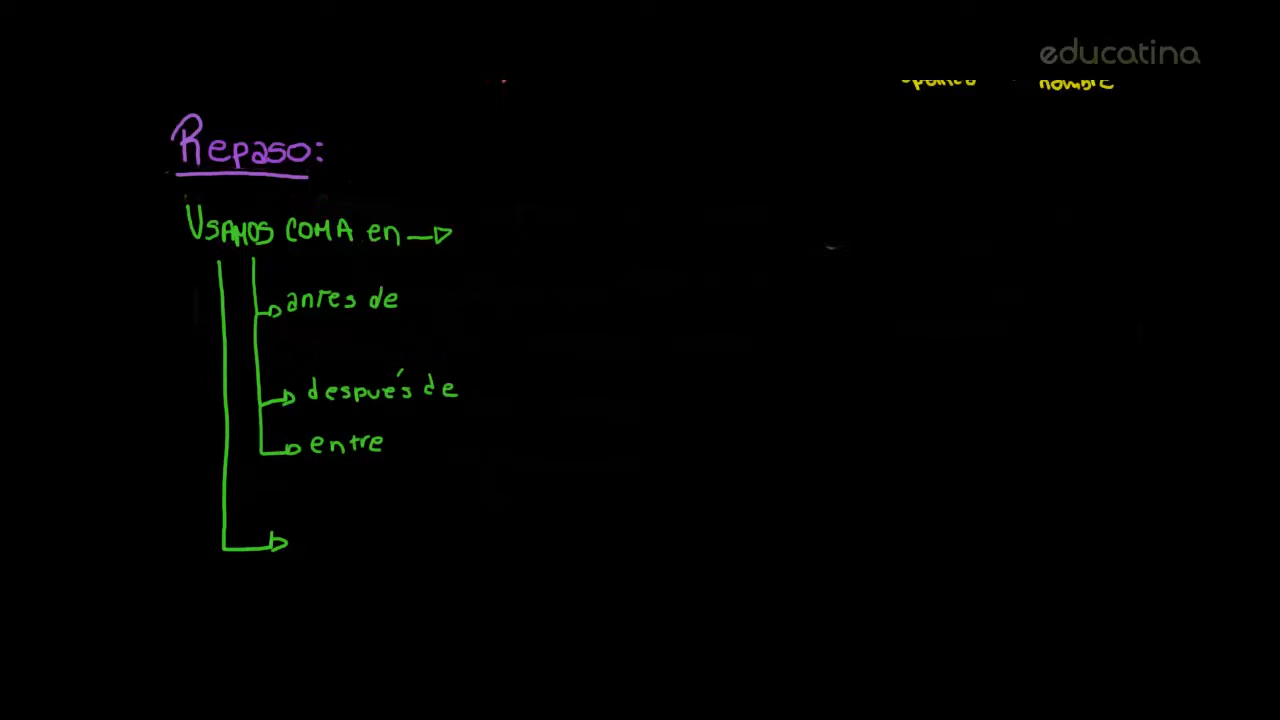 educatina
nombre
Repaso:
USAMOS COMA en
antes de
después de
entre